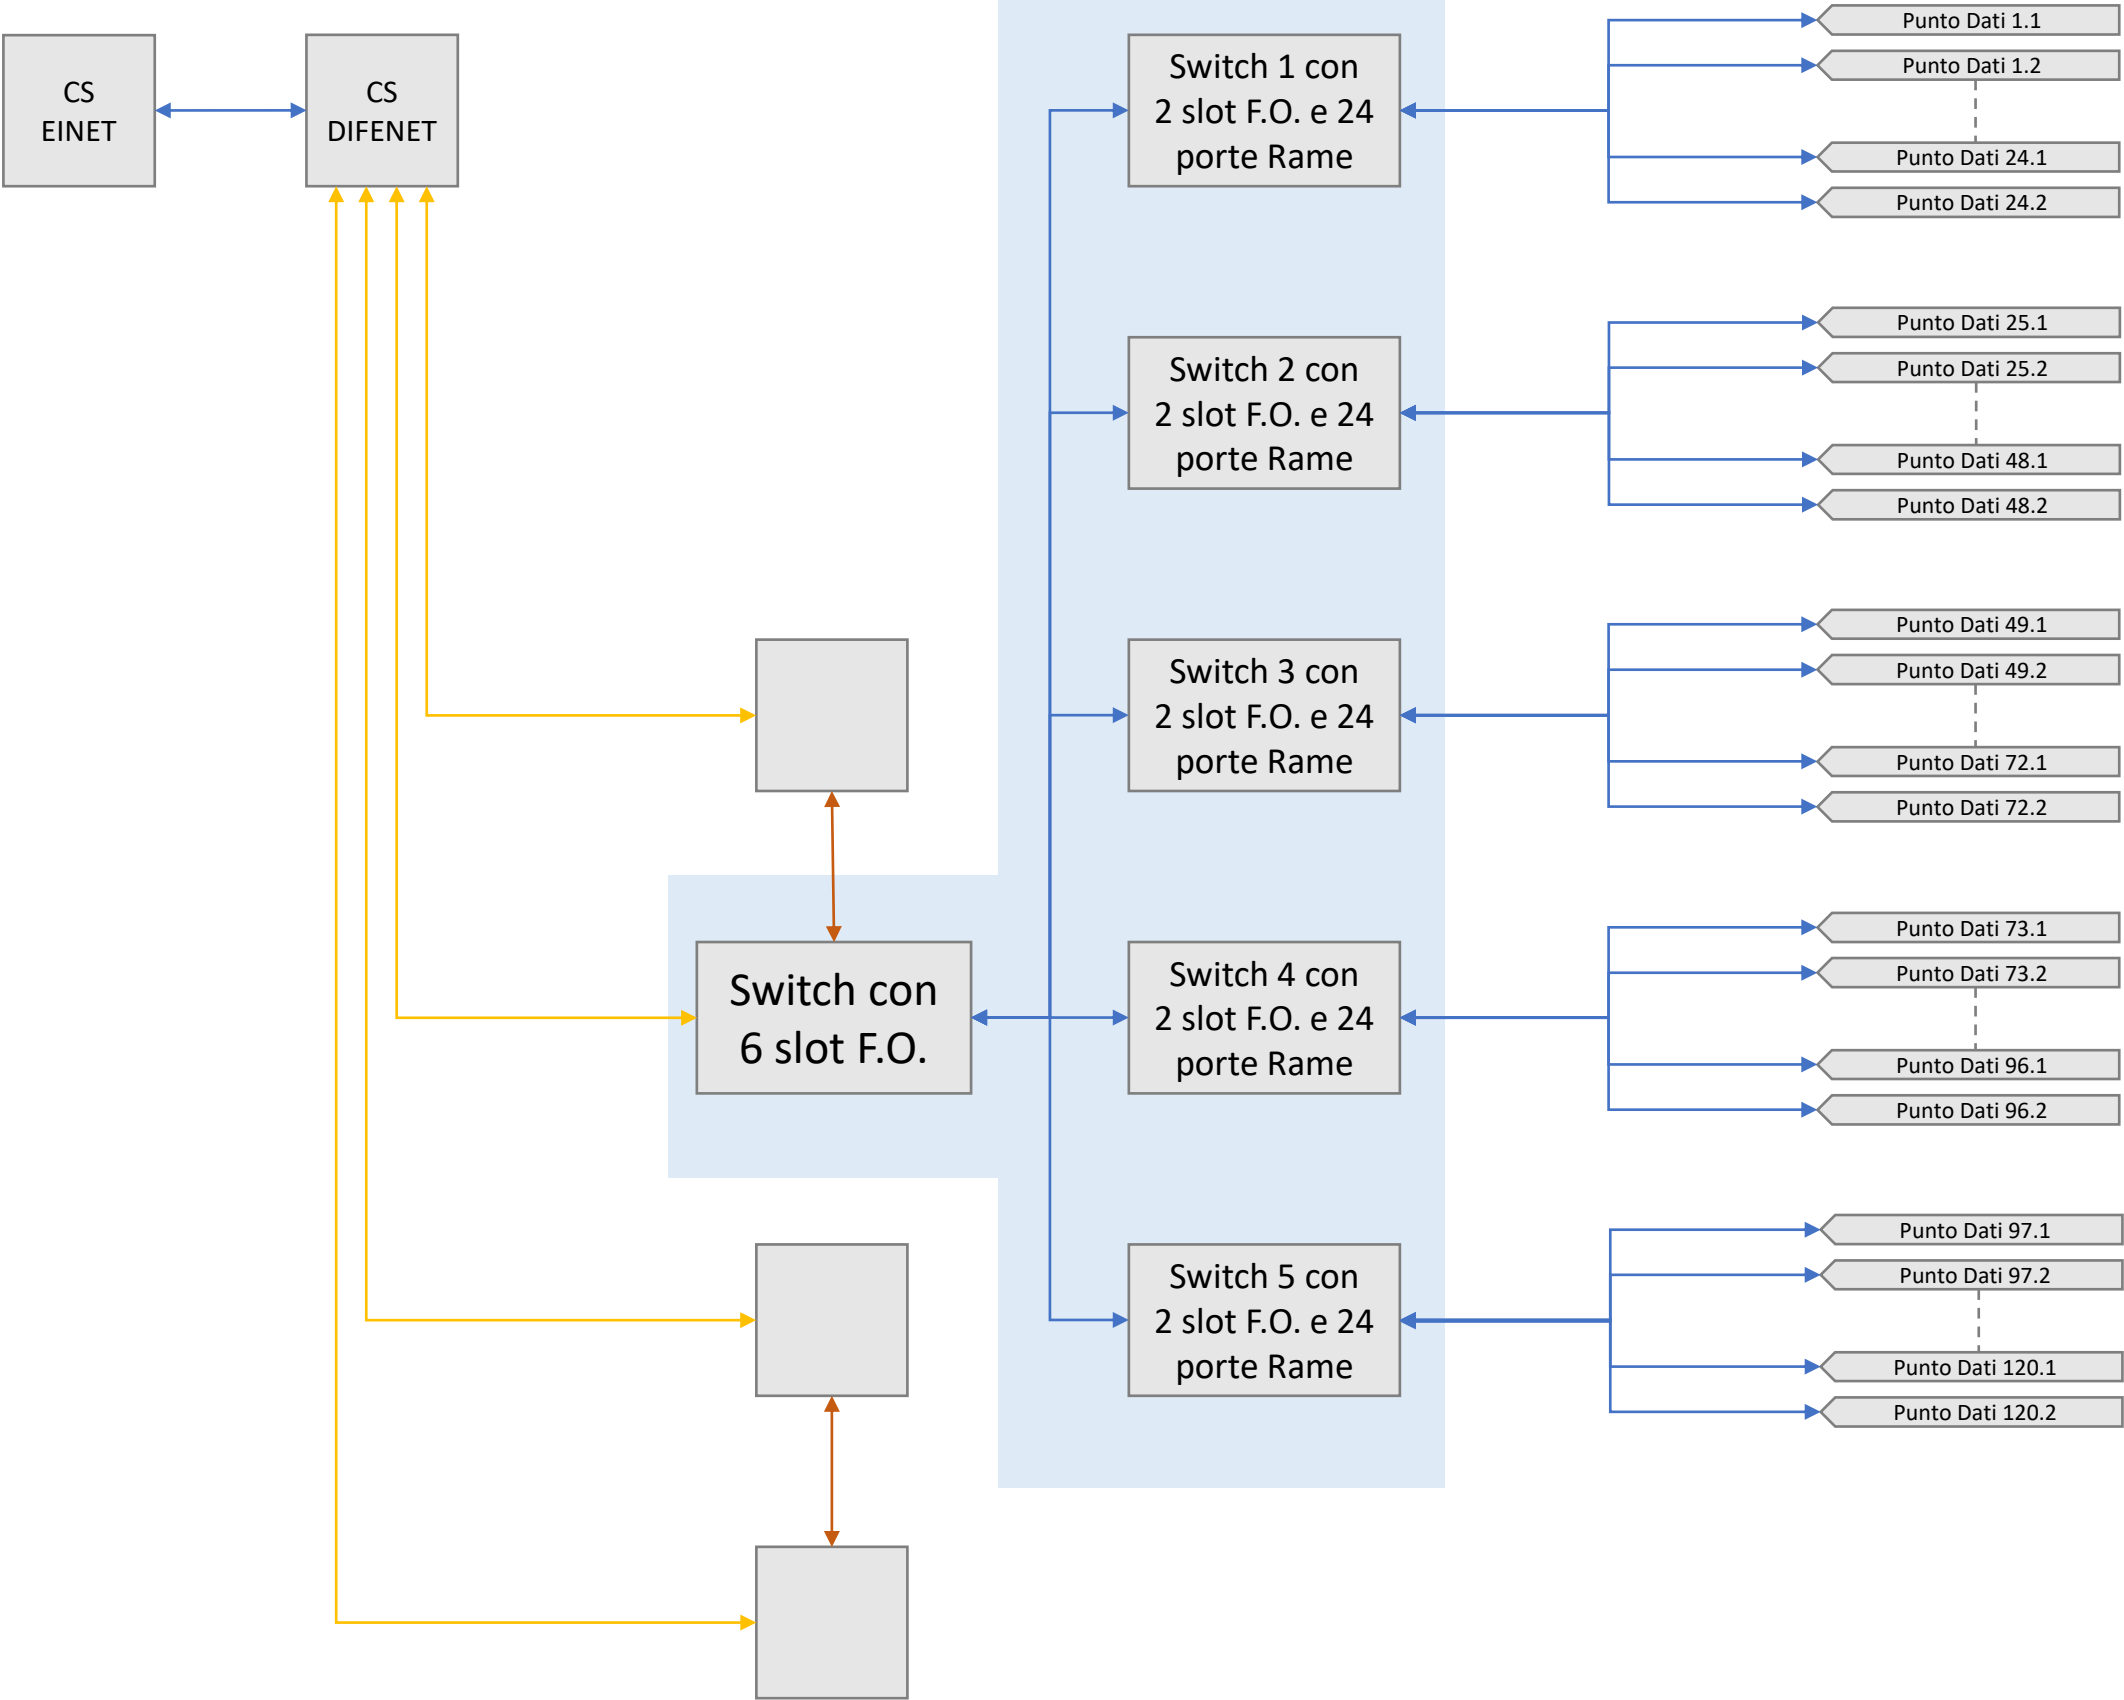 CS
EINET
CS
DIFENET
Switch 1 con
2 slot F.O. e 24
porte Rame
Punto Dati 1.1
Punto Dati 1.2
Punto Dati 24.1
Punto Dati 24.2
Switch 2 con
2 slot F.O. e 24
porte Rame
Punto Dati 25.1
Punto Dati 25.2
Punto Dati 48.1
Punto Dati 48.2
Switch 3 con
2 slot F.O. e 24
porte Rame
Punto Dati 49.1
Punto Dati 49.2
Punto Dati 72.1
Punto Dati 72.2
Switch con
6 slot F.O.
Switch 4 con
2 slot F.O. e 24
porte Rame
Punto Dati 73.1
Punto Dati 73.2
Punto Dati 96.1
Punto Dati 96.2
Switch 5 con
2 slot F.O. e 24
porte Rame
Punto Dati 97.1
Punto Dati 97.2
Punto Dati 120.1
Punto Dati 120.2